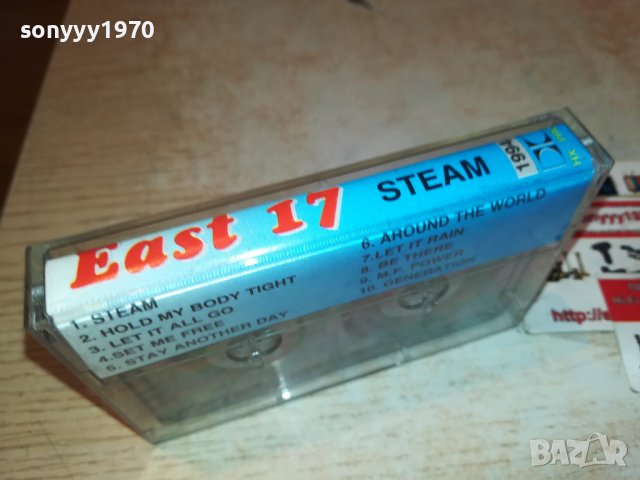 sonyyy1970
East 17
STEAM
1994
1. STEAM
2. HOLD MY BODY TIGHT
3. LET IT ALL GO
4.SET ME FREE
5. STAY ANOTHER DAY
6. AROUND THE WORLD
7.LET IT RAIN
8. BE THERE
9. M.F. POWER
10. GENERATION
http://
BAZAR